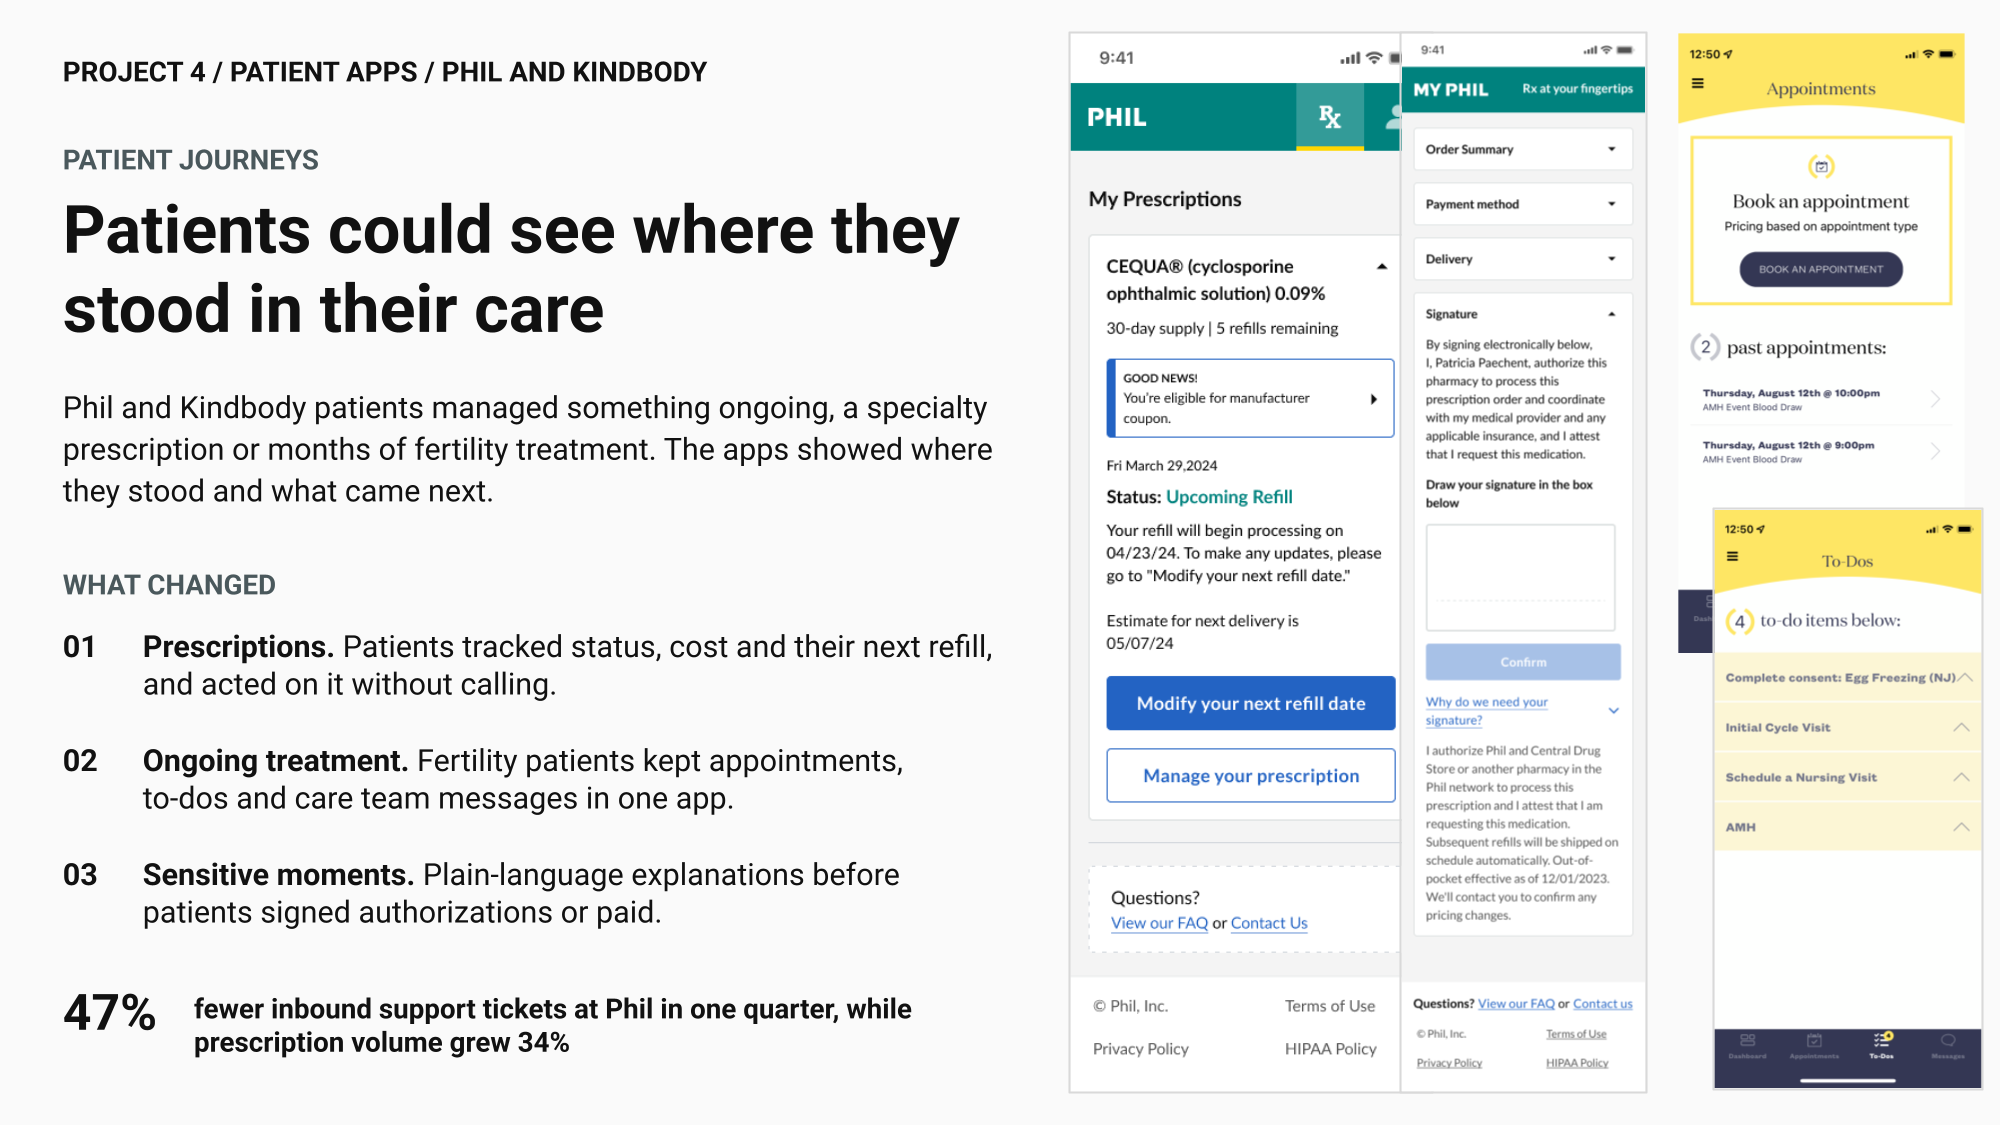 PROJECT 4 / PATIENT APPS / PHIL AND KINDBODY
PATIENT JOURNEYS
Patients could see where they
stood in their care
Phil and Kindbody patients managed something ongoing, a specialty
prescription or months of fertility treatment. The apps showed where
they stood and what came next.
WHAT CHANGED
01 Prescriptions. Patients tracked status, cost and their next refill,
and acted on it without calling.
02 Ongoing treatment. Fertility patients kept appointments,
to-dos and care team messages in one app.
03 Sensitive moments. Plain-language explanations before
patients signed authorizations or paid.
47% fewer inbound support tickets at Phil in one quarter, while
prescription volume grew 34%
9:41
PHIL
Rx
My Prescriptions
CEQUA® (cyclosporine
ophthalmic solution) 0.09%
30-day supply | 5 refills remaining
GOOD NEWS!
You're eligible for manufacturer
coupon.
Fri March 29,2024
Status: Upcoming Refill
Your refill will begin processing on
04/23/24. To make any updates, please
go to "Modify your next refill date."
Estimate for next delivery is
05/07/24
Modify your next refill date
Manage your prescription
Questions?
View our FAQ or Contact Us
© Phil, Inc.
Terms of Use
Privacy Policy
HIPAA Policy
9:41
MY PHIL
Rx at your fingertips
Order Summary
Payment method
Delivery
Signature
By signing electronically below,
I, Patricia Paechent, authorize this
pharmacy to process this
prescription order and coordinate
with my medical provider and any
applicable insurance, and I attest
that I request this medication.
Draw your signature in the box
below
Confirm
Why do we need your
signature?
I authorize Phil and Central Drug
Store or another pharmacy in the
Phil network to process this
prescription and I attest that I am
requesting this medication.
Subsequent refills will be shipped on
schedule automatically. Out-of-
pocket effective as of 12/01/2023.
We'll contact you to confirm any
pricing changes.
Questions? View our FAQ or Contact us
© Phil, Inc.
Terms of Use
Privacy Policy
HIPAA Policy
12:50
Appointments
Book an appointment
Pricing based on appointment type
BOOK AN APPOINTMENT
2 past appointments:
Thursday, August 12th @ 10:00pm
AMH Event Blood Draw
Thursday, August 12th @ 9:00pm
AMH Event Blood Draw
12:50
To-Dos
4 to-do items below:
Complete consent: Egg Freezing (NJ)
Initial Cycle Visit
Schedule a Nursing Visit
AMH
Dashboard
Appointments
To-Dos
Messages